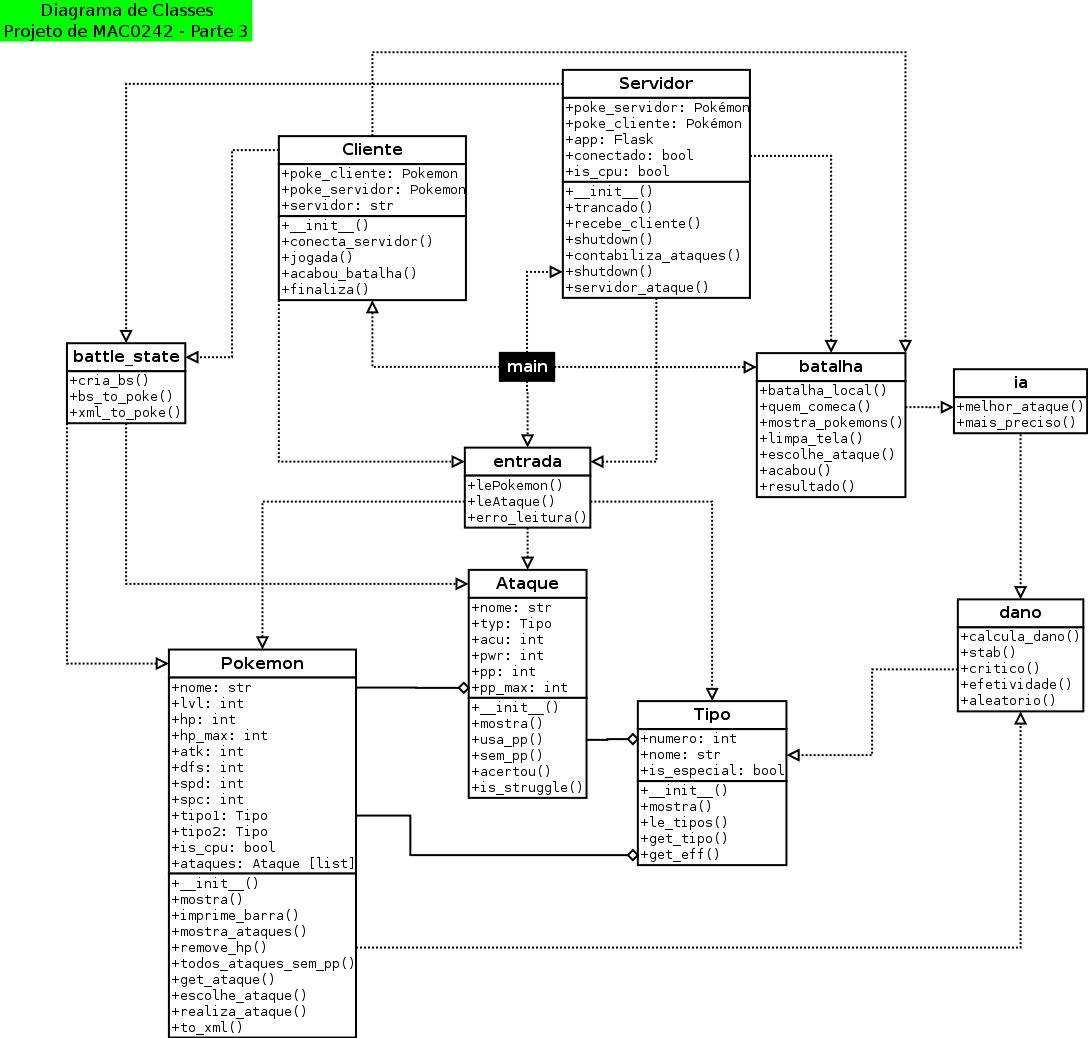 Diagrama de Classes
Projeto de MAC0242 - Parte 3
Servidor
+poke_servidor: Pokémon
+poke_cliente: Pokémon
+app: Flask
+conectado: bool
+is_cpu: bool
+__init__()
+trancado()
+recebe_cliente()
+shutdown()
+contabiliza_ataques()
+shutdown()
+servidor_ataque()
Cliente
+poke_cliente: Pokemon
+poke_servidor: Pokemon
+servidor: str
+__init__()
+conecta_servidor()
+jogada()
+acabou_batalha()
+finaliza()
battle_state
+cria_bs()
+bs_to_poke()
+xml_to_poke()
main
batalha
+batalha_local()
+quem_comeca()
+mostra_pokemons()
+limpa_tela()
+escolhe_ataque()
+acabou()
+resultado()
ia
+melhor_ataque()
+mais_preciso()
entrada
+lePokemon()
+leAtaque()
+erro_leitura()
Ataque
+nome: str
+typ: Tipo
+acu: int
+pwr: int
+pp: int
+pp_max: int
+__init__()
+mostra()
+usa_pp()
+sem_pp()
+acertou()
+is_struggle()
dano
+calcula_dano()
+stab()
+critico()
+efetividade()
+aleatorio()
Pokemon
+nome: str
+lvl: int
+hp: int
+hp_max: int
+atk: int
+dfs: int
+spd: int
+spc: int
+tipo1: Tipo
+tipo2: Tipo
+is_cpu: bool
+ataques: Ataque [list]
+__init__()
+mostra()
+imprime_barra()
+mostra_ataques()
+remove_hp()
+todos_ataques_sem_pp()
+get_ataque()
+escolhe_ataque()
+realiza_ataque()
+to_xml()
Tipo
+numero: int
+nome: str
+is_especial: bool
+__init__()
+mostra()
+le_tipos()
+get_tipo()
+get_eff()